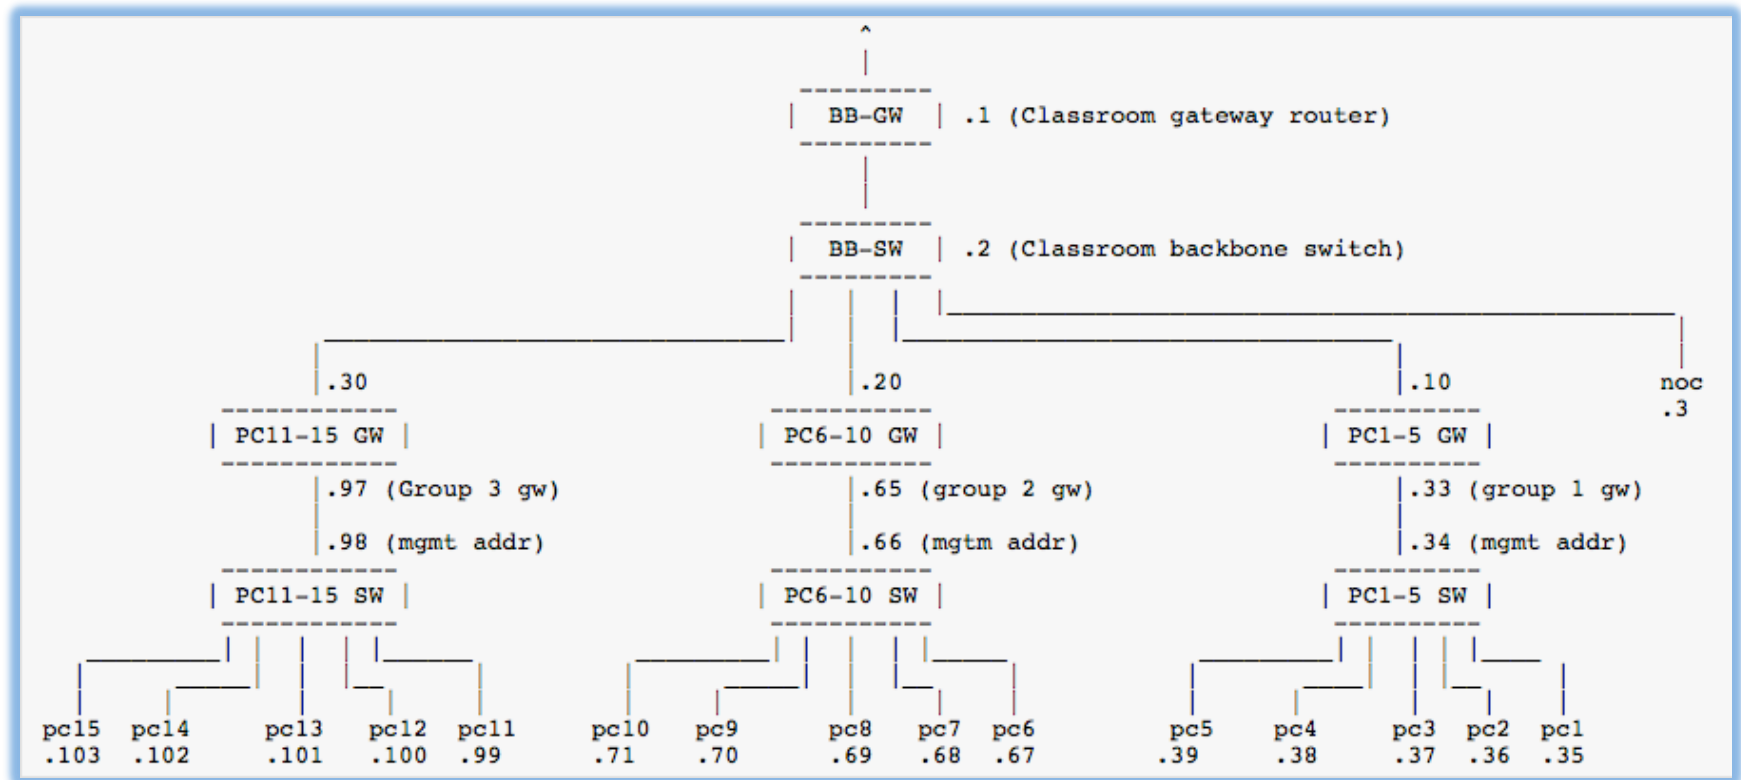 ^
BB-GW .1 (Classroom gateway router)
BB-SW .2 (Classroom backbone switch)
.30 .20 .10 noc
.3
PC11-15 GW PC6-10 GW PC1-5 GW
.97 (Group 3 gw) .65 (group 2 gw) .33 (group 1 gw)
.98 (mgmt addr) .66 (mgtm addr) .34 (mgmt addr)
PC11-15 SW PC6-10 SW PC1-5 SW
pc15 pc14 pc13 pc12 pc11 pc10 pc9 pc8 pc7 pc6 pc5 pc4 pc3 pc2 pc1
.103 .102 .101 .100 .99 .71 .70 .69 .68 .67 .39 .38 .37 .36 .35